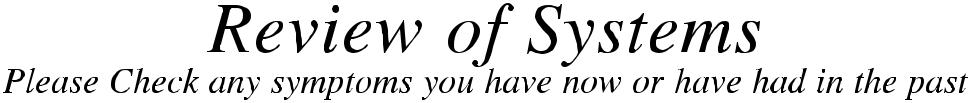 Review of Systems
Please Check any symptoms you have now or have had in the past